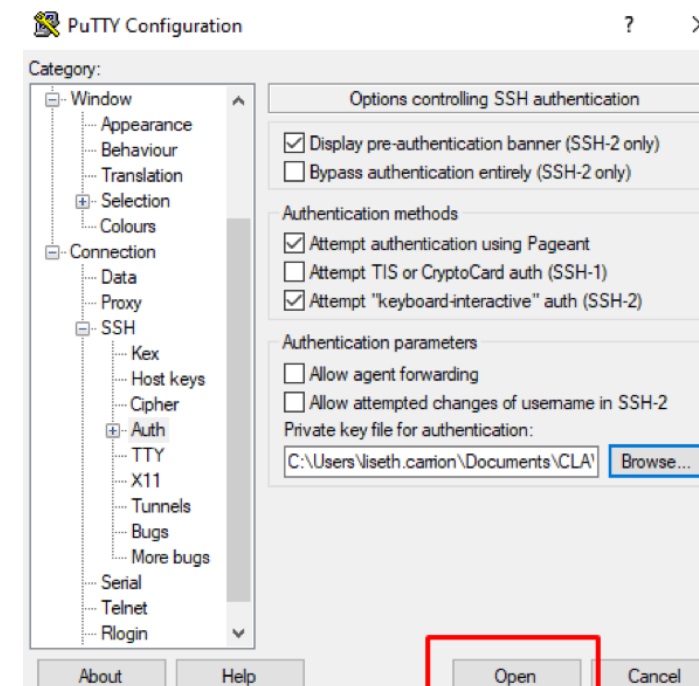 PuTTY Configuration
?
Category:
Window
Appearance
Behaviour
Translation
Selection
Colours
Connection
Data
Proxy
SSH
Kex
Host keys
Cipher
Auth
TTY
X11
Tunnels
Bugs
More bugs
Serial
Telnet
Rlogin
Options controlling SSH authentication
Display pre-authentication banner (SSH-2 only)
Bypass authentication entirely (SSH-2 only)
Authentication methods
Attempt authentication using Pageant
Attempt TIS or CryptoCard auth (SSH-1)
Attempt "keyboard-interactive" auth (SSH-2)
Authentication parameters
Allow agent forwarding
Allow attempted changes of username in SSH-2
Private key file for authentication:
C:\Users\liseth.carrion\Documents\CLAV Browse...
About Help Open Cancel